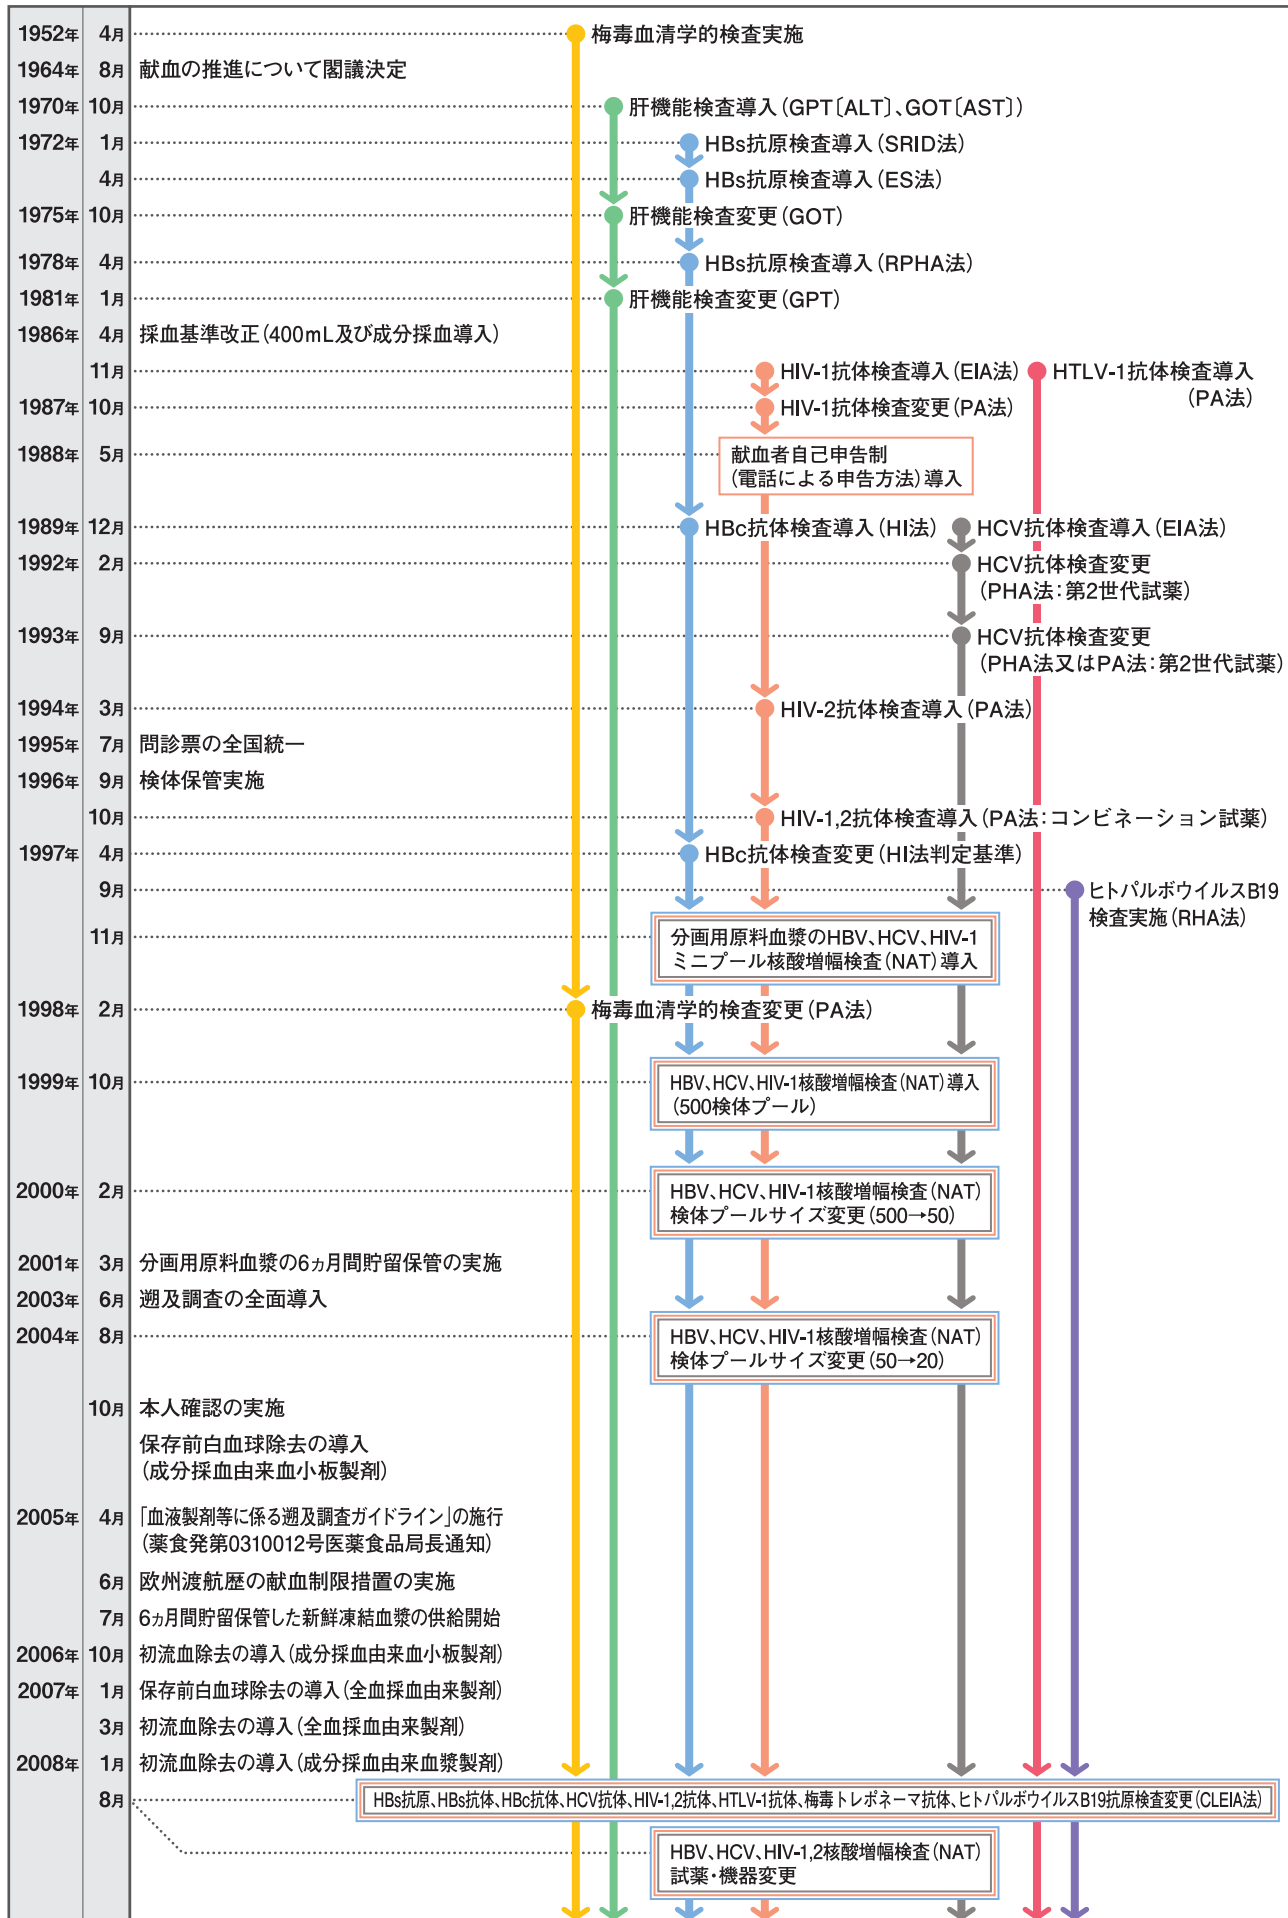 1952年 4月 梅毒血清学的検査実施
1964年 8月 献血の推進について閣議決定
1970年 10月 肝機能検査導入(GPT〔ALT〕、GOT〔AST〕)
1972年 1月 HBs抗原検査導入(SRID法)
4月 HBs抗原検査導入(ES法)
1975年 10月 肝機能検査変更(GOT)
1978年 4月 HBs抗原検査導入(RPHA法)
1981年 1月 肝機能検査変更(GPT)
1986年 4月 採血基準改正(400mL及び成分採血導入)
11月 HIV-1抗体検査導入(EIA法) HTLV-1抗体検査導入
(PA法)
1987年 10月 HIV-1抗体検査変更(PA法)
1988年 5月 献血者自己申告制
(電話による申告方法)導入
1989年 12月 HBc抗体検査導入(HI法) HCV抗体検査導入(EIA法)
1992年 2月 HCV抗体検査変更
(PHA法:第2世代試薬)
1993年 9月 HCV抗体検査変更
(PHA法又はPA法:第2世代試薬)
1994年 3月 HIV-2抗体検査導入(PA法)
1995年 7月 問診票の全国統一
1996年 9月 検体保管実施
10月 HIV-1,2抗体検査導入(PA法:コンビネーション試薬)
1997年 4月 HBc抗体検査変更(HI法判定基準)
9月 ヒトパルボウイルスB19
検査実施(RHA法)
11月 分画用原料血漿のHBV、HCV、HIV-1
ミニプール核酸増幅検査(NAT)導入
1998年 2月 梅毒血清学的検査変更(PA法)
1999年 10月 HBV、HCV、HIV-1核酸増幅検査(NAT)導入
(500検体プール)
2000年 2月 HBV、HCV、HIV-1核酸増幅検査(NAT)
検体プールサイズ変更(500→50)
2001年 3月 分画用原料血漿の6ヵ月間貯留保管の実施
2003年 6月 遡及調査の全面導入
2004年 8月 HBV、HCV、HIV-1核酸増幅検査(NAT)
検体プールサイズ変更(50→20)
10月 本人確認の実施
保存前白血球除去の導入
(成分採血由来血小板製剤)
2005年 4月 「血液製剤等に係る遡及調査ガイドライン」の施行
(薬食発第0310012号医薬食品局長通知)
6月 欧州渡航歴の献血制限措置の実施
7月 6ヵ月間貯留保管した新鮮凍結血漿の供給開始
2006年 10月 初流血除去の導入(成分採血由来血小板製剤)
2007年 1月 保存前白血球除去の導入(全血採血由来製剤)
3月 初流血除去の導入(全血採血由来製剤)
2008年 1月 初流血除去の導入(成分採血由来血漿製剤)
8月 HBs抗原、HBs抗体、HBc抗体、HCV抗体、HIV-1,2抗体、HTLV-1抗体、梅毒トレポネーマ抗体、ヒトパルボウイルスB19抗原検査変更(CLEIA法)
HBV、HCV、HIV-1,2核酸増幅検査(NAT)
試薬・機器変更